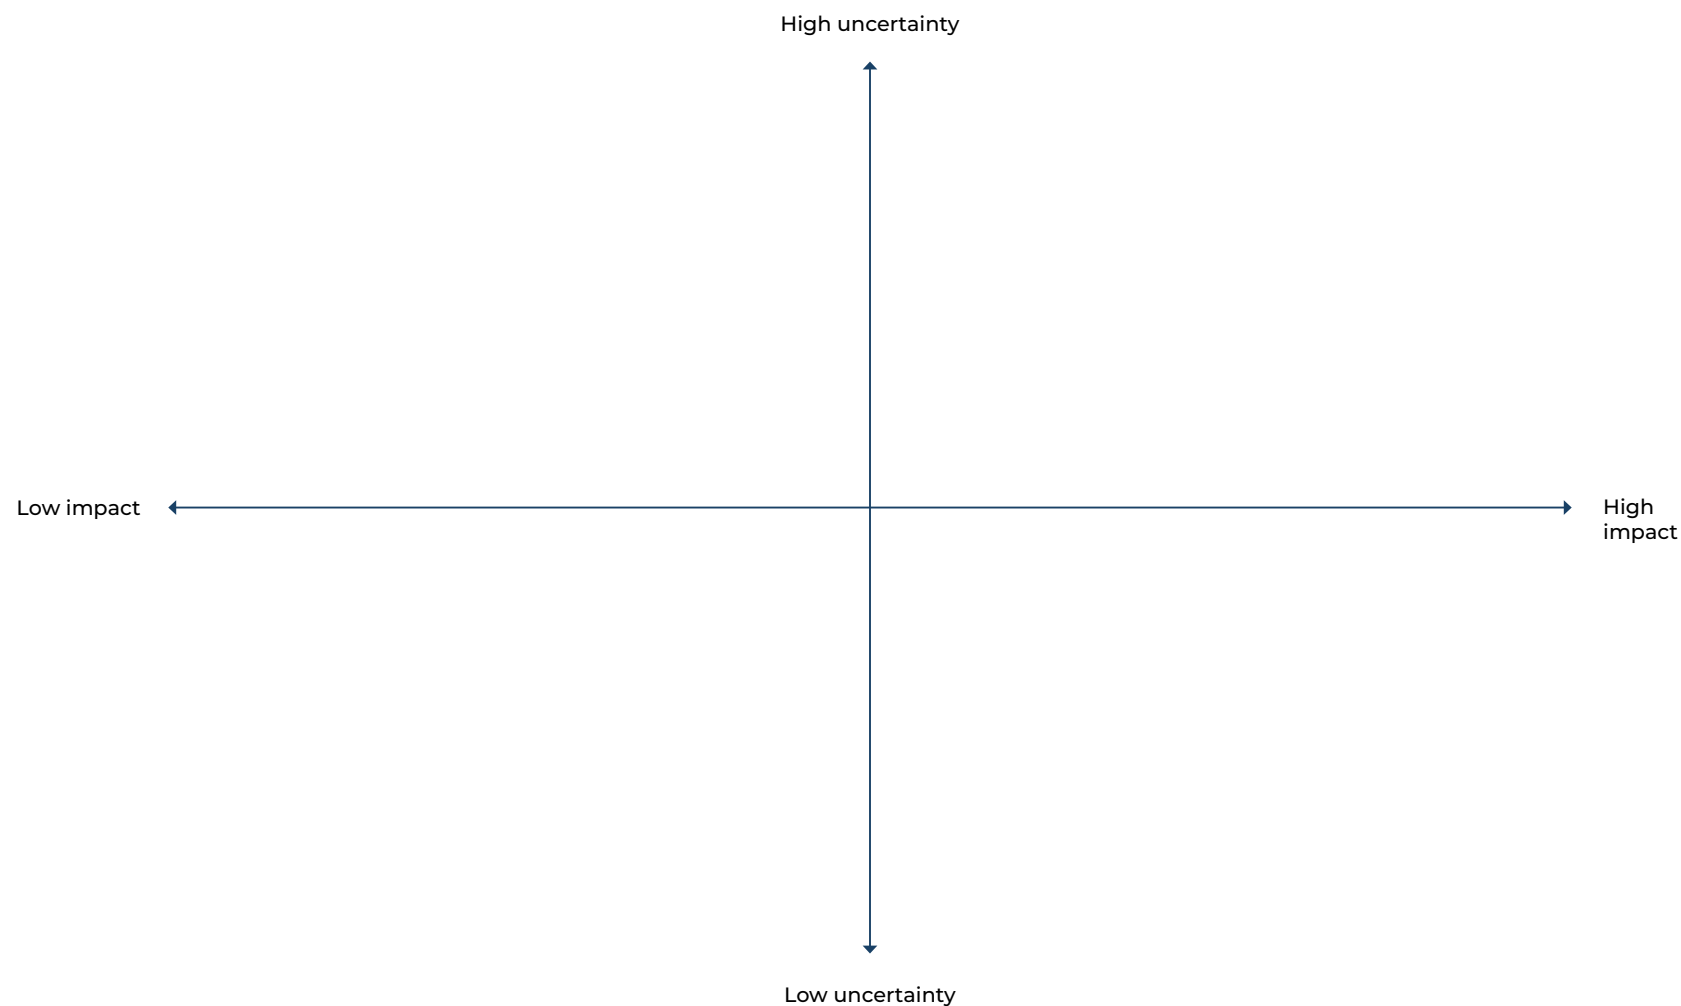 High uncertainty
Low impact
High
impact
Low uncertainty